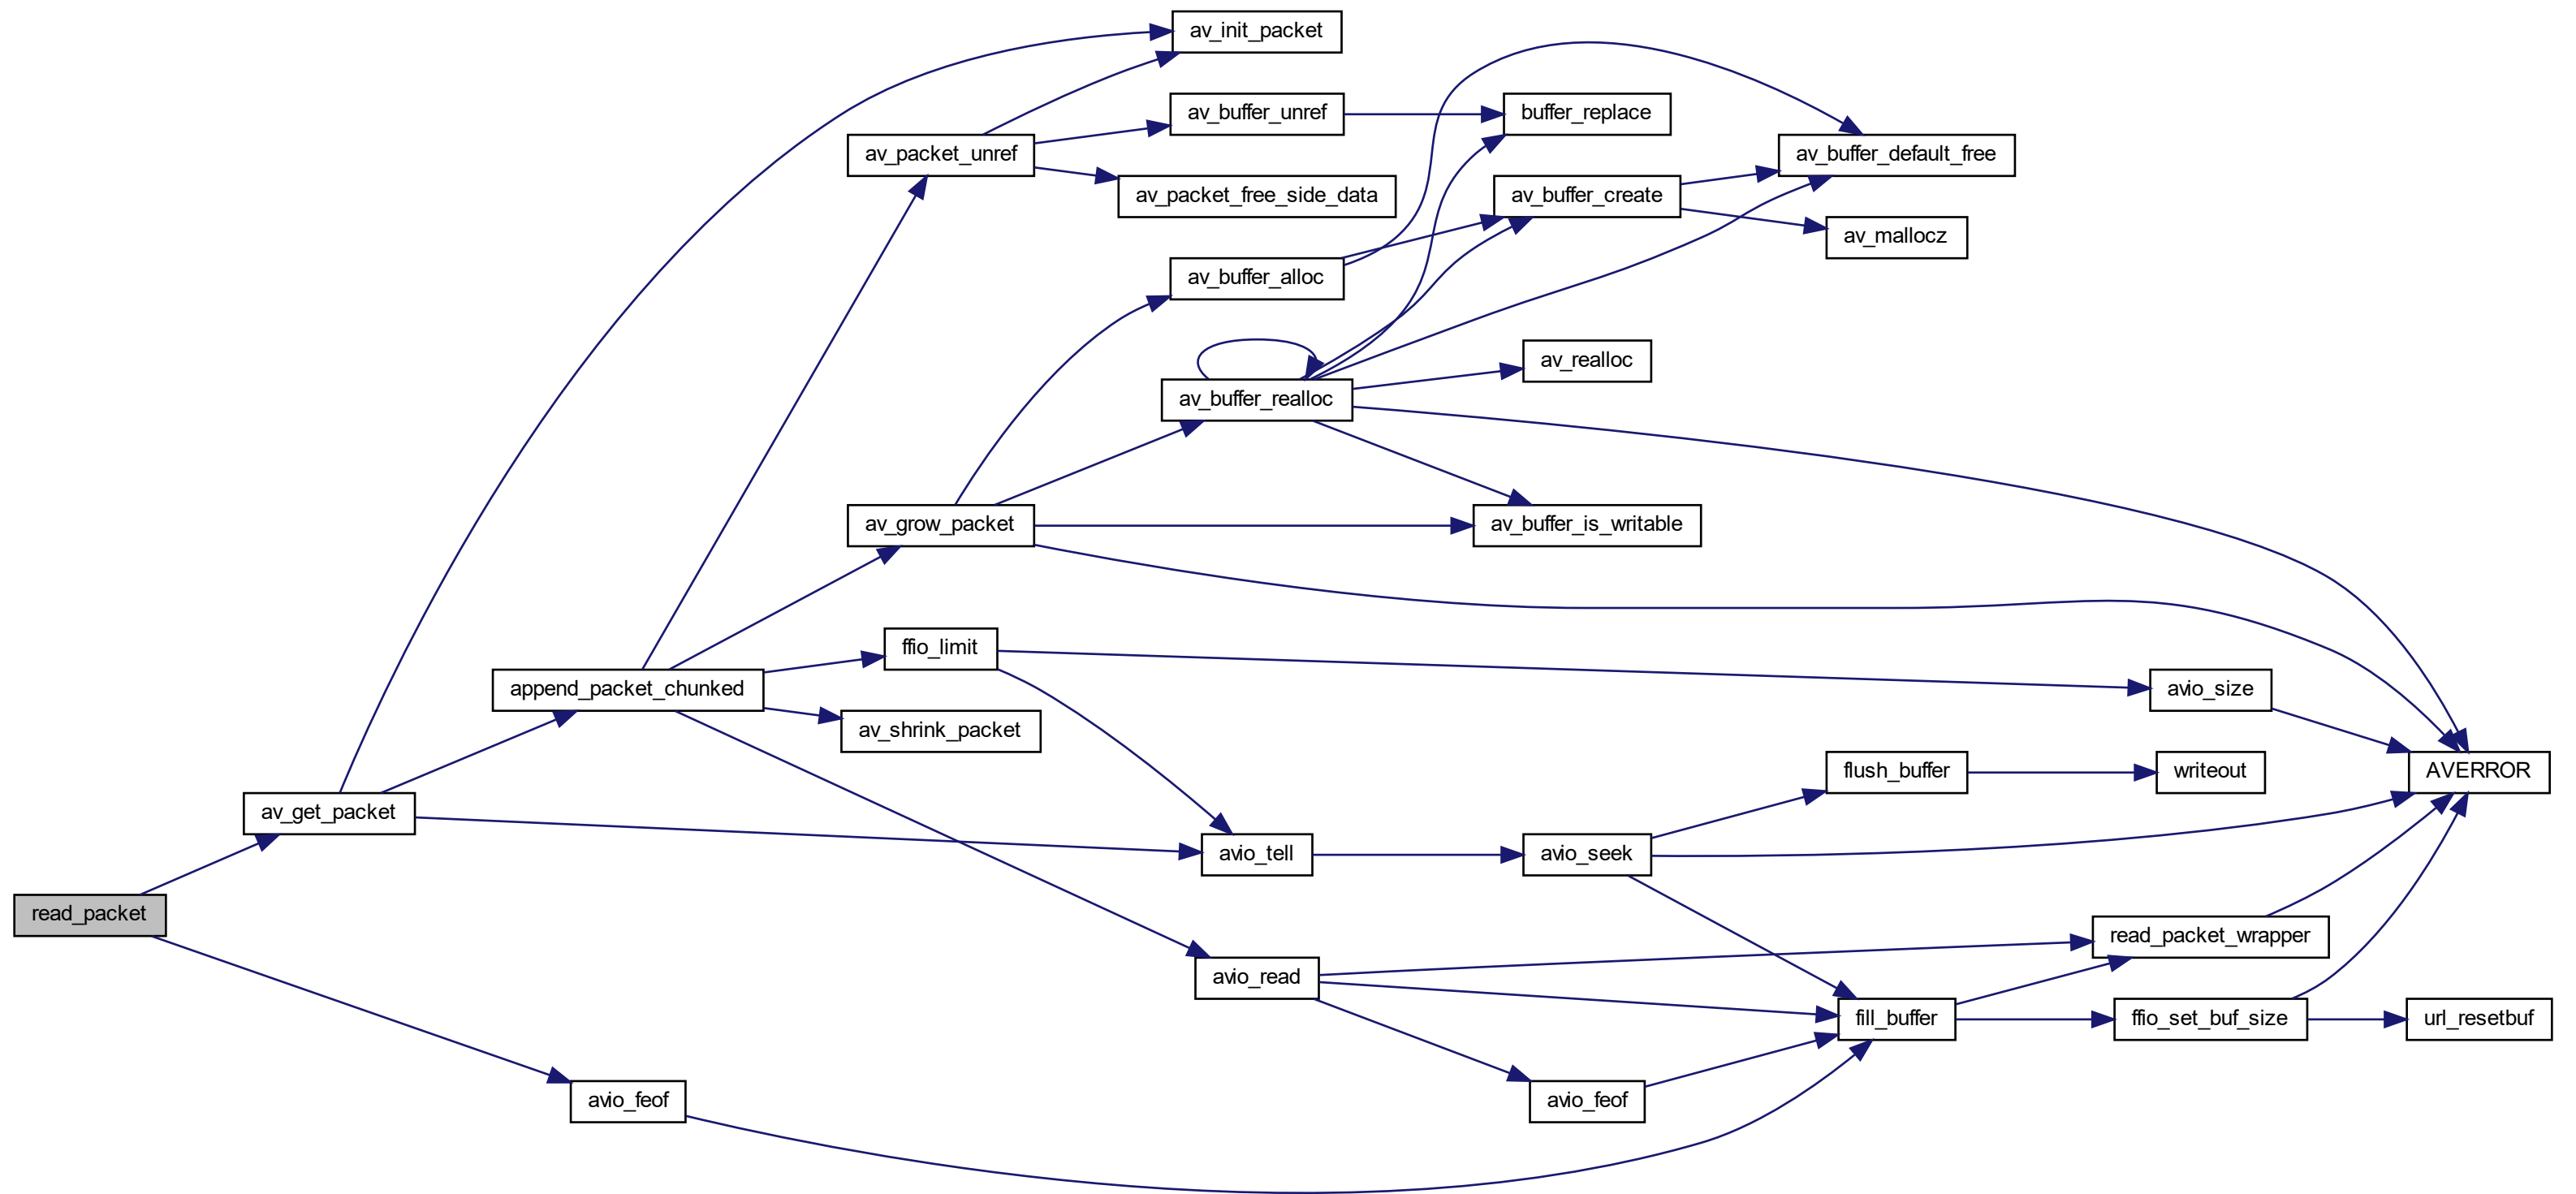 av_init_packet
av_buffer_unref
buffer_replace
av_packet_unref
av_buffer_default_free
av_packet_free_side_data
av_buffer_create
av_mallocz
av_buffer_alloc
av_realloc
av_buffer_realloc
av_grow_packet
av_buffer_is_writable
ffio_limit
append_packet_chunked
avio_size
av_shrink_packet
flush_buffer
writeout
AVERROR
av_get_packet
avio_tell
avio_seek
read_packet
read_packet_wrapper
avio_read
fill_buffer
ffio_set_buf_size
url_resetbuf
avio_feof
avio_feof